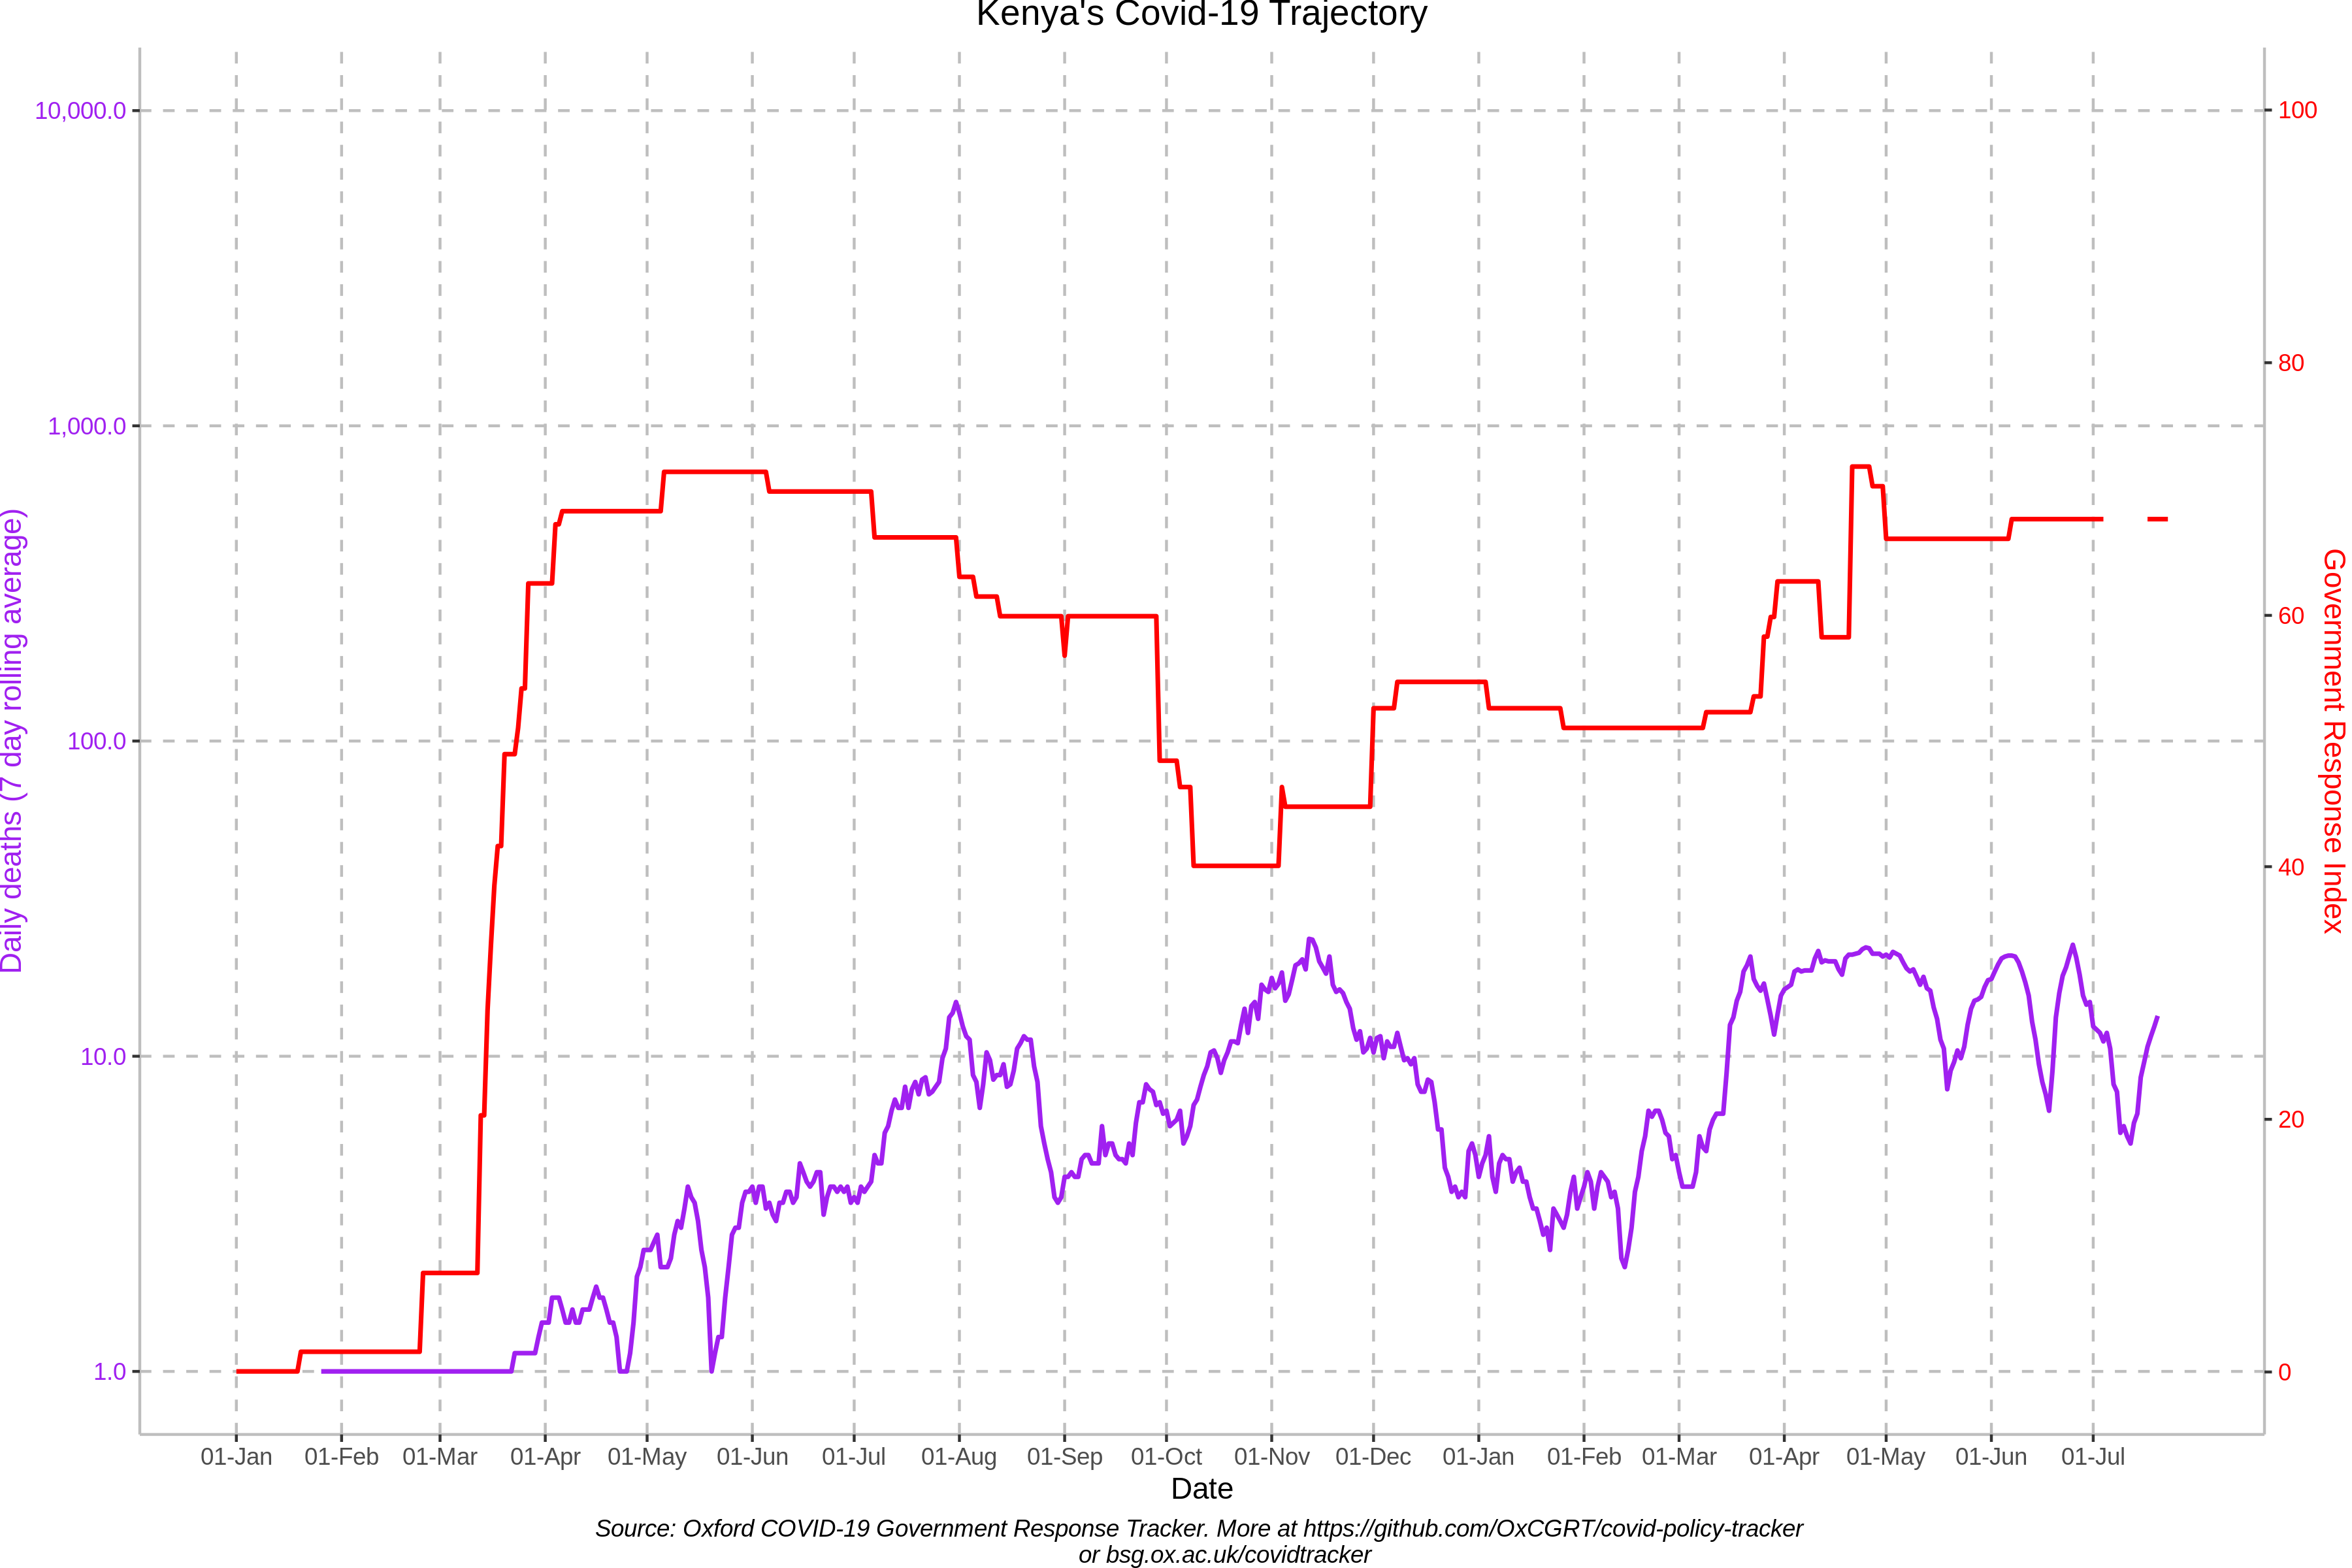 Kenya's Covid-19 Trajectory
10,000.0
1,000.0
100.0
10.0
1.0
Daily deaths (7 day rolling average)
100
80
60
40
20
0
Government Response Index
01-Jan 01-Feb 01-Mar 01-Apr 01-May 01-Jun 01-Jul 01-Aug 01-Sep 01-Oct 01-Nov 01-Dec 01-Jan 01-Feb 01-Mar 01-Apr 01-May 01-Jun 01-Jul
Date
Source: Oxford COVID-19 Government Response Tracker. More at https://github.com/OxCGRT/covid-policy-tracker
or bsg.ox.ac.uk/covidtracker